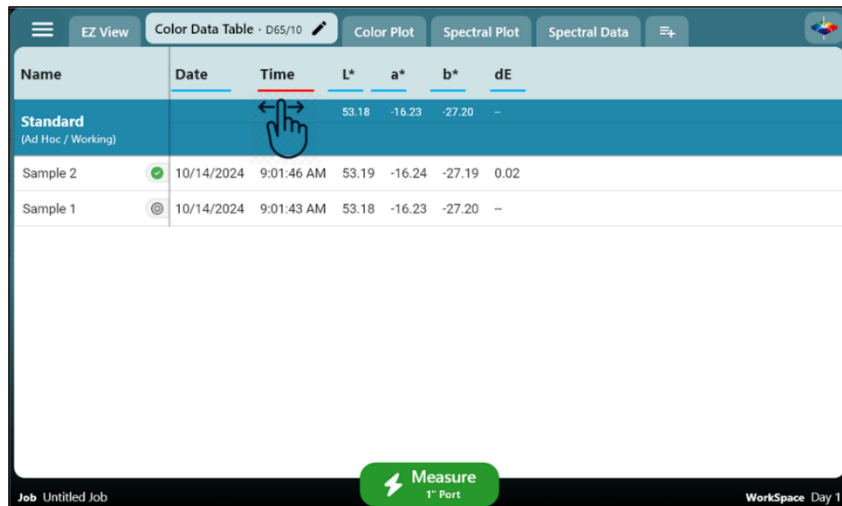 EZ View Color Data Table · D65/10 Color Plot Spectral Plot Spectral Data
Name Date Time L* a* b* dE
Standard 53.18 -16.23 -27.20 --
(Ad Hoc / Working)
Sample 2 10/14/2024 9:01:46 AM 53.19 -16.24 -27.19 0.02
Sample 1 10/14/2024 9:01:43 AM 53.18 -16.23 -27.20 --
Measure
1" Port
Job Untitled Job WorkSpace Day 1